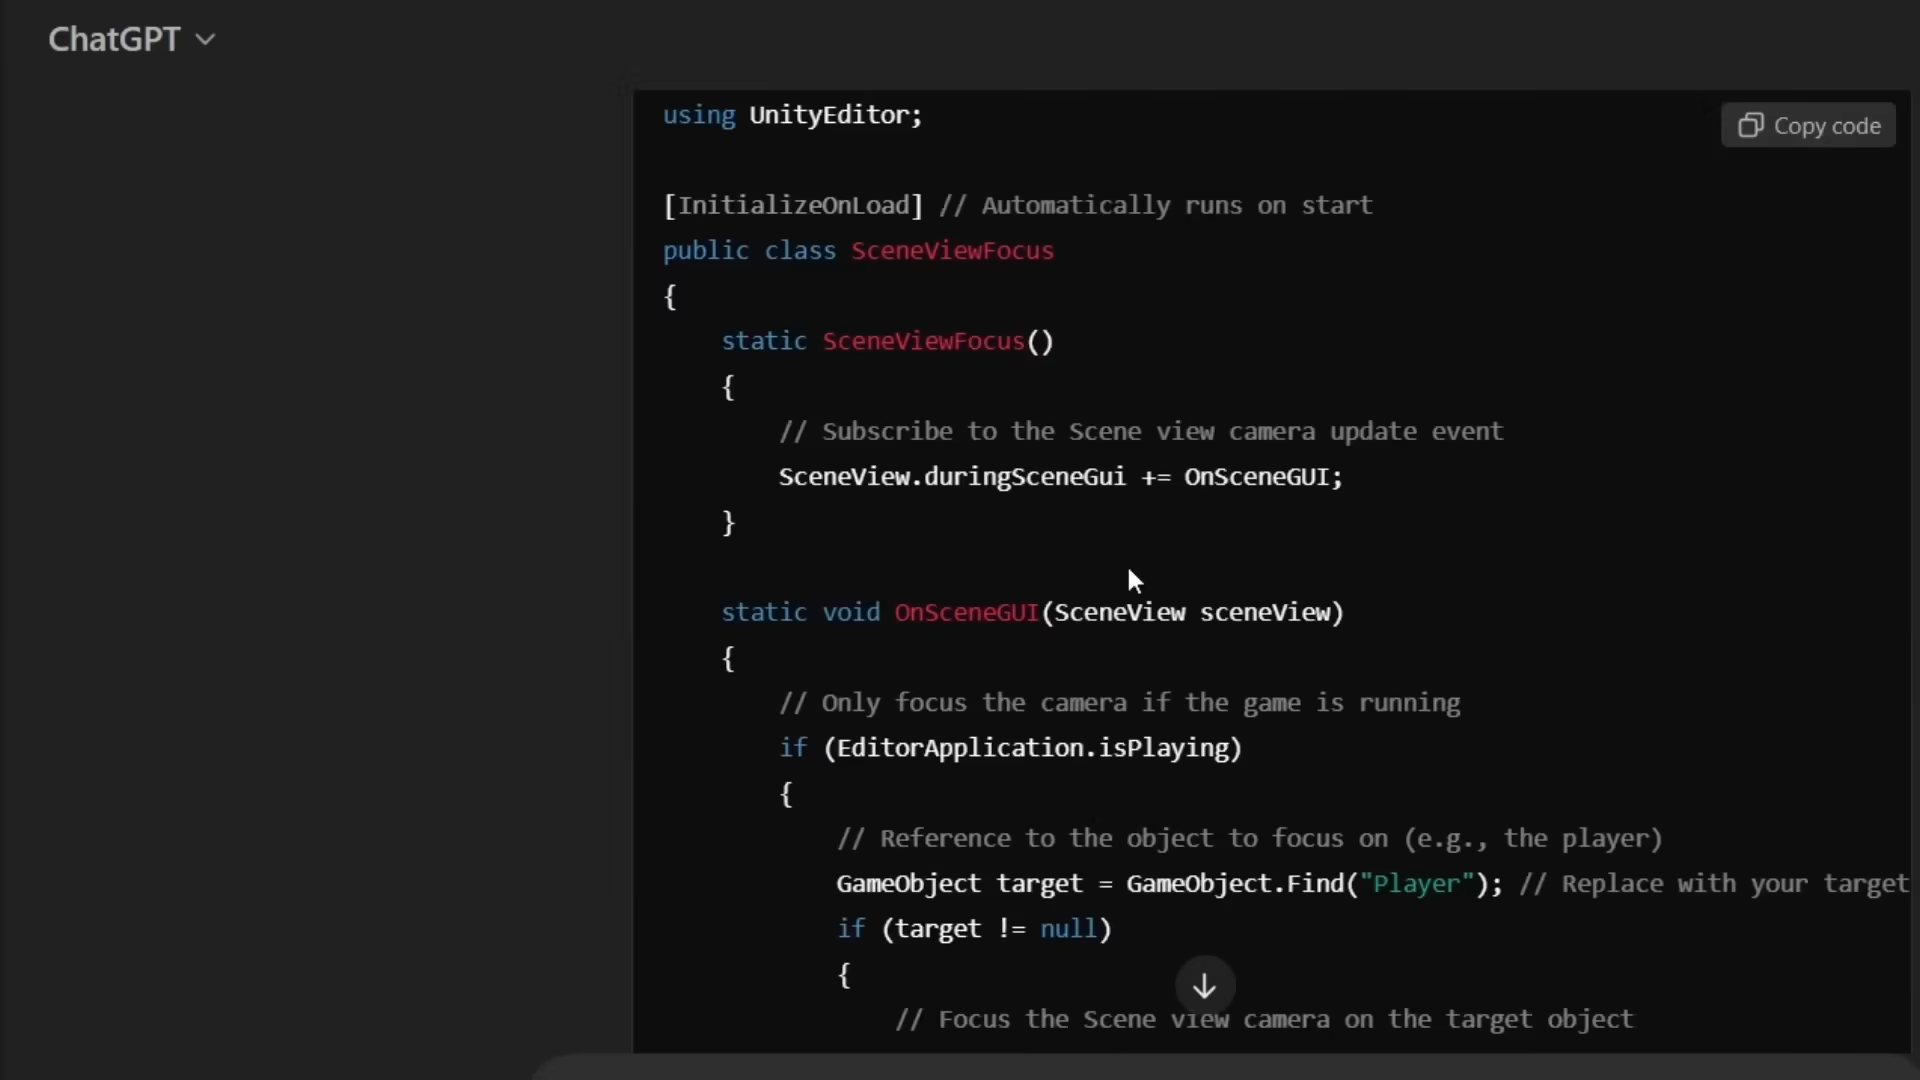 ChatGPT
using UnityEditor;
Copy code
[InitializeOnLoad] // Automatically runs on start
public class SceneViewFocus
{
    static SceneViewFocus()
    {
        // Subscribe to the Scene view camera update event
        SceneView.duringSceneGui += OnSceneGUI;
    }
    static void OnSceneGUI(SceneView sceneView)
    {
        // Only focus the camera if the game is running
        if (EditorApplication.isPlaying)
        {
            // Reference to the object to focus on (e.g., the player)
            GameObject target = GameObject.Find("Player"); // Replace with your target
            if (target != null)
            {
                // Focus the Scene view camera on the target object